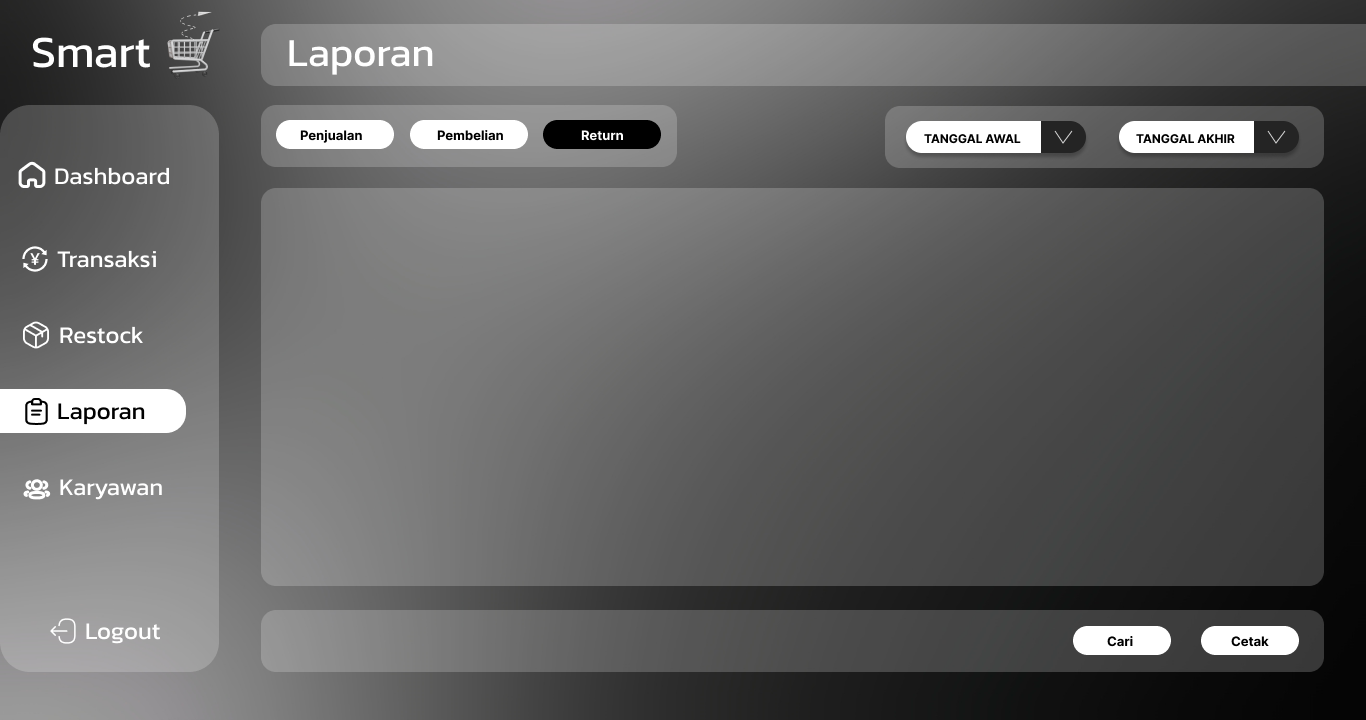 Smart
Laporan
Penjualan
Pembelian
Return
TANGGAL AWAL
TANGGAL AKHIR
Dashboard
Transaksi
Restock
Laporan
Karyawan
Logout
Cari
Cetak